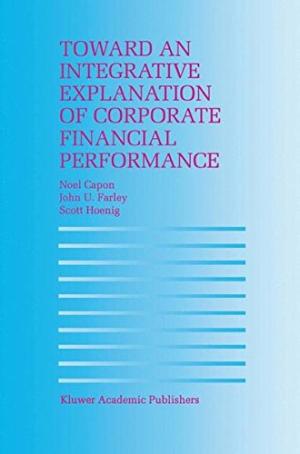 TOWARD AN
INTEGRATIVE
EXPLANATION
OF CORPORATE
FINANCIAL
PERFORMANCE
Noel Capon
John U. Farley
Scott Hoenig
Kluwer Academic Publishers